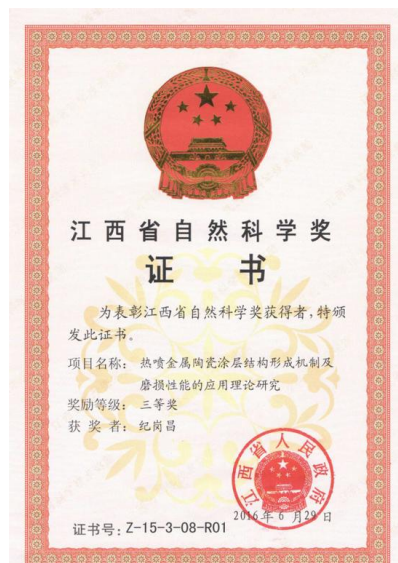 江西省自然科学奖
证 书
为表彰江西省自然科学奖获得者,特颁
发此证书。
项目名称: 热喷金属陶瓷涂层结构形成机制及
磨损性能的应用理论研究
奖励等级: 三等奖
获 奖 者: 纪岗昌
江西省人民政府
2016年 6 月29日
证书号: Z-15-3-08-R01